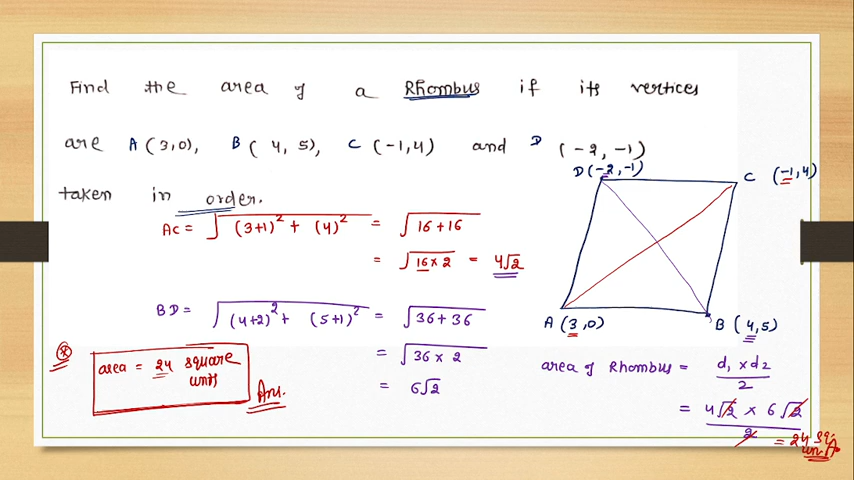 Find the area of a Rhombus if its vertices
are A (3,0), B (4, 5), C (-1,4) and D (-2, -1)
taken in order.
D (-2, -1)
C (-1,4)
A (3,0)
B (4,5)
AC = √((3+1)² + (4)²) = √(16+16)
= √(16×2) = 4√2
BD = √((4+2)² + (5+1)²) = √(36+36)
= √(36 × 2)
= 6√2
area = 24 square units
Ans.
area of Rhombus = (d₁ × d₂)/2
= (4√2 × 6√2)/2
= 24 sq. unit